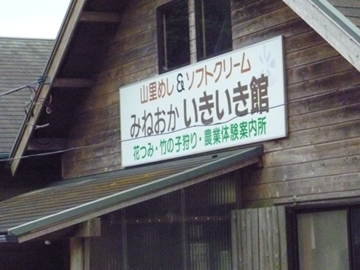 山里めし&ソフトクリーム
みねおか いきいき館
花つみ・竹の子狩り・農業体験案内所